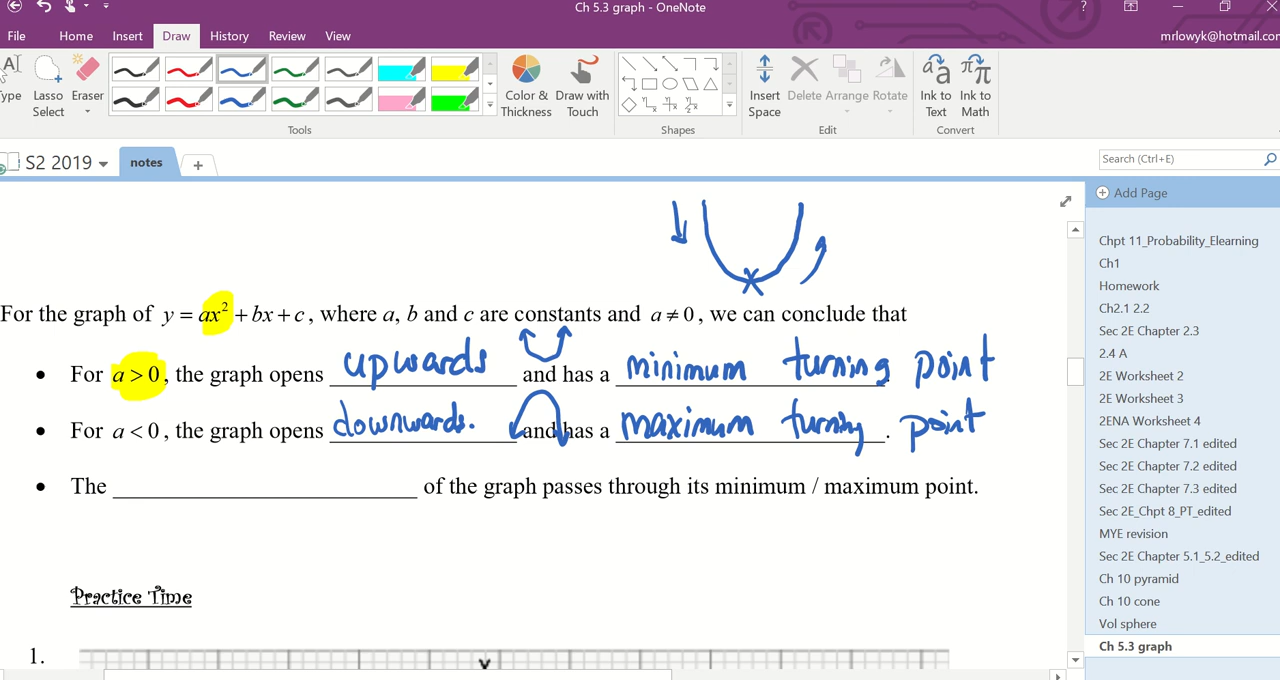 Ch 5.3 graph - OneNote
?
File Home Insert Draw History Review View
mrlowyk@hotmail.com
Type Lasso Select Eraser
Color & Thickness Draw with Touch
Insert Space Delete Arrange Rotate
Ink to Text Ink to Math
Tools Shapes Edit Convert
S2 2019 notes +
Search (Ctrl+E)
Add Page
For the graph of y = ax² + bx + c, where a, b and c are constants and a ≠ 0, we can conclude that
• For a > 0, the graph opens upwards and has a minimum turning point.
• For a < 0, the graph opens downwards. and has a maximum turning point.
• The ____________________ of the graph passes through its minimum / maximum point.
Practice Time
1.
y
Chpt 11_Probability_Elearning
Ch1
Homework
Ch2.1 2.2
Sec 2E Chapter 2.3
2.4 A
2E Worksheet 2
2E Worksheet 3
2ENA Worksheet 4
Sec 2E Chapter 7.1 edited
Sec 2E Chapter 7.2 edited
Sec 2E Chapter 7.3 edited
Sec 2E_Chpt 8_PT_edited
MYE revision
Sec 2E Chapter 5.1_5.2_edited
Ch 10 pyramid
Ch 10 cone
Vol sphere
Ch 5.3 graph